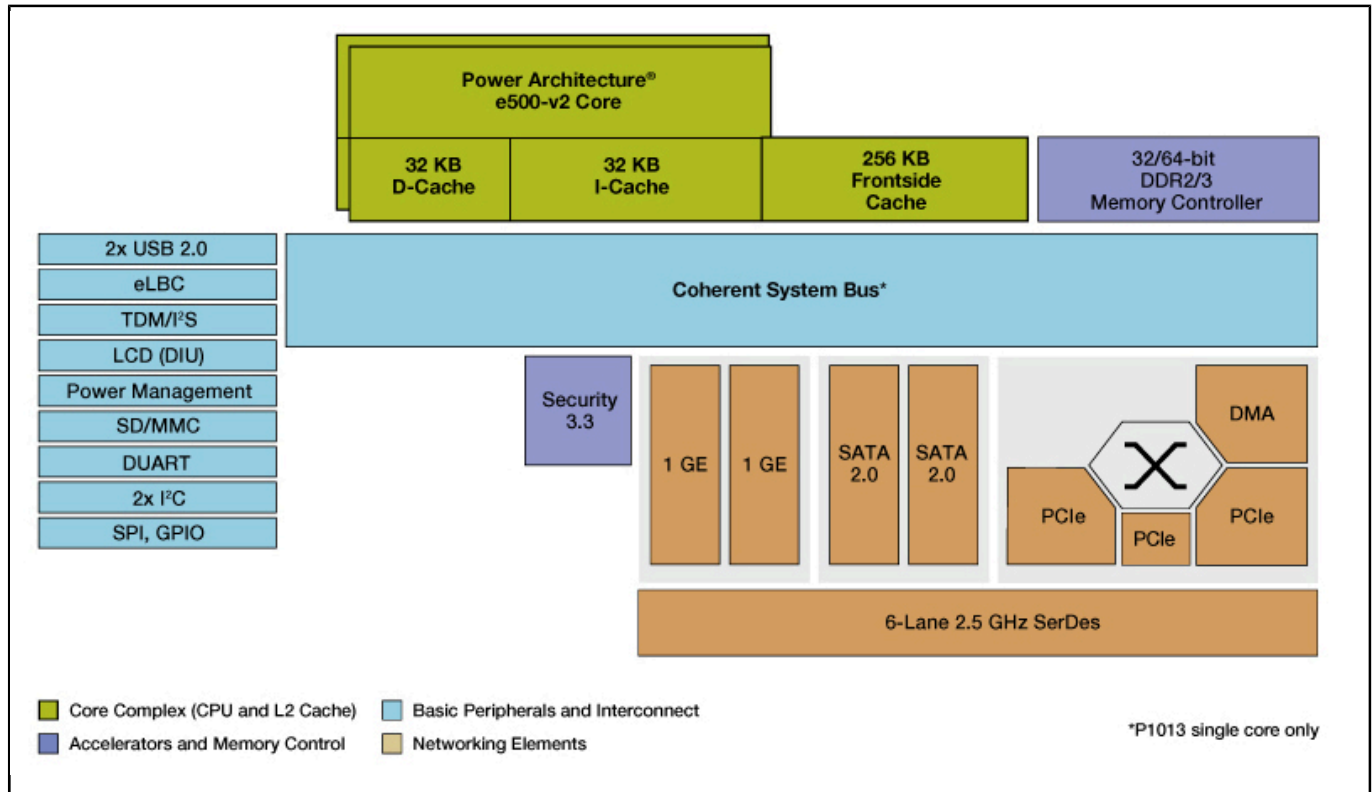 Power Architecture®
e500-v2 Core
32 KB
D-Cache
32 KB
I-Cache
256 KB
Frontside
Cache
32/64-bit
DDR2/3
Memory Controller
2x USB 2.0
eLBC
TDM/I²S
LCD (DIU)
Power Management
SD/MMC
DUART
2x I²C
SPI, GPIO
Coherent System Bus*
Security
3.3
1 GE
1 GE
SATA
2.0
SATA
2.0
DMA
PCIe
PCIe
PCIe
6-Lane 2.5 GHz SerDes
Core Complex (CPU and L2 Cache)
Basic Peripherals and Interconnect
Accelerators and Memory Control
Networking Elements
*P1013 single core only